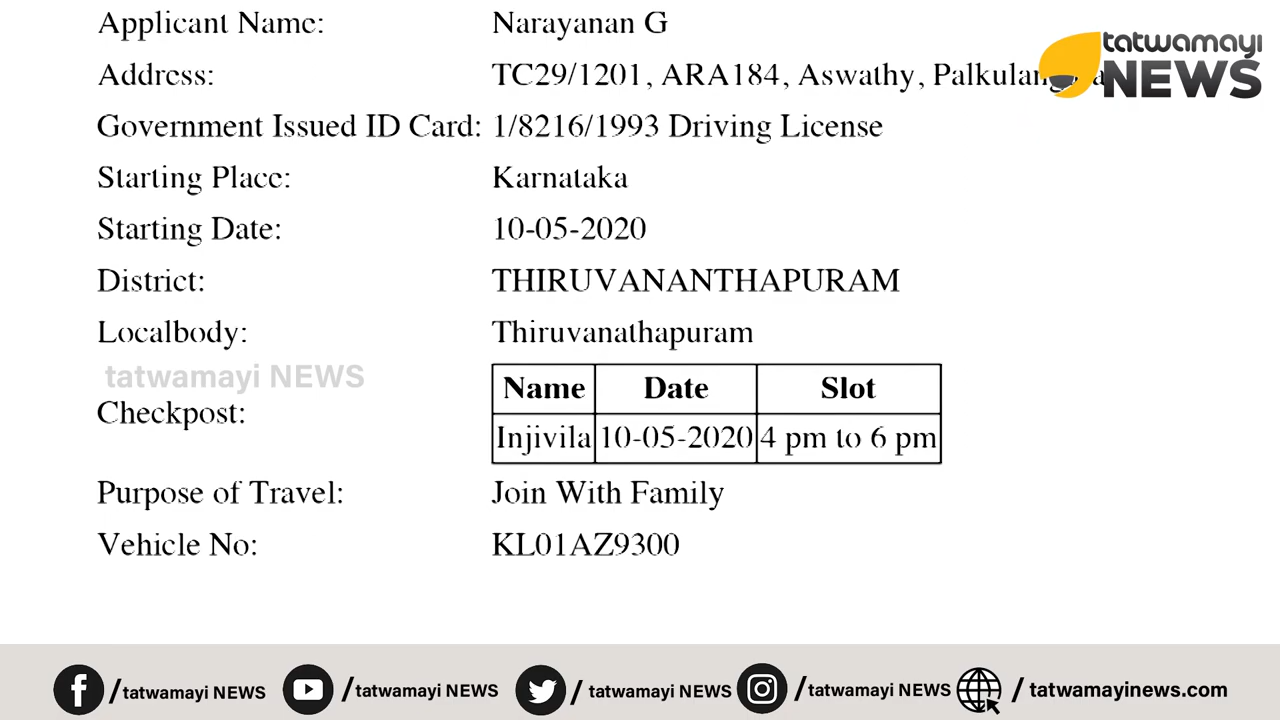 Applicant Name: Narayanan G
Address: TC29/1201, ARA184, Aswathy,
Government Issued ID Card: 1/8216/1993 Driving License
Starting Place: Karnataka
Starting Date: 10-05-2020
District: THIRUVANANTHAPURAM
Localbody: Thiruvanathapuram
Checkpost:
Name Date Slot
Injivila 10-05-2020 4 pm to 6 pm
Purpose of Travel: Join With Family
Vehicle No: KL01AZ9300
tatwamayi
NEWS
tatwamayi NEWS
/tatwamayi NEWS /tatwamayi NEWS / tatwamayi NEWS /tatwamayi NEWS / tatwamayinews.com